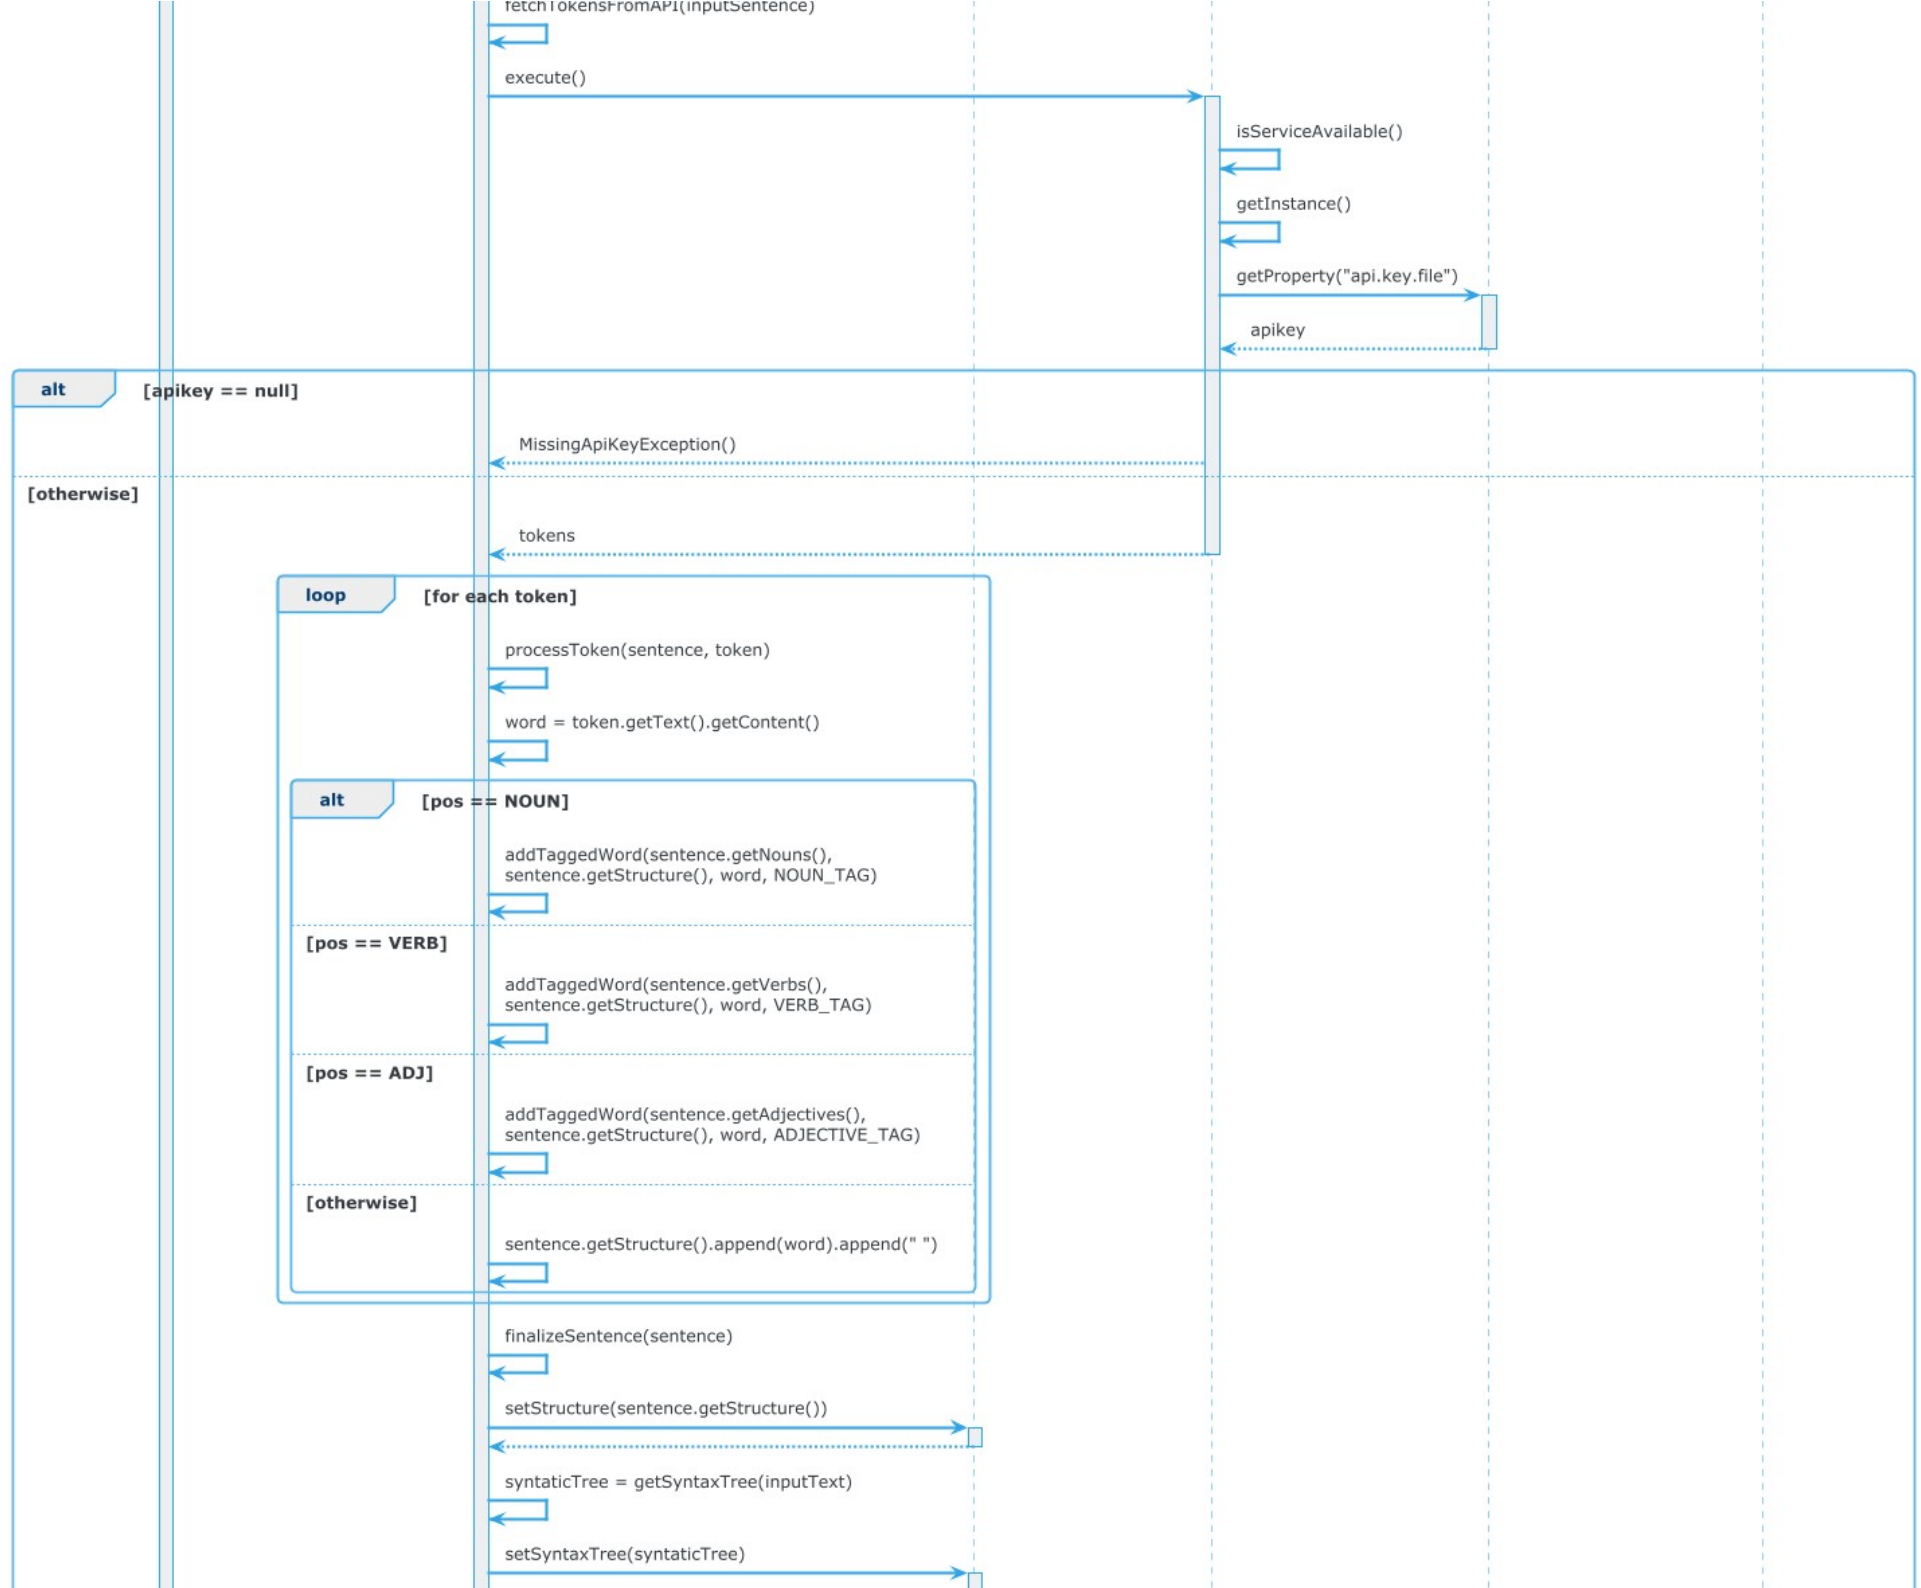 fetchTokensFromAPI(inputSentence)
execute()
isServiceAvailable()
getInstance()
getProperty("api.key.file")
apikey
alt [apikey == null]
MissingApiKeyException()
[otherwise]
tokens
loop [for each token]
processToken(sentence, token)
word = token.getText().getContent()
alt [pos == NOUN]
addTaggedWord(sentence.getNouns(),
sentence.getStructure(), word, NOUN_TAG)
[pos == VERB]
addTaggedWord(sentence.getVerbs(),
sentence.getStructure(), word, VERB_TAG)
[pos == ADJ]
addTaggedWord(sentence.getAdjectives(),
sentence.getStructure(), word, ADJECTIVE_TAG)
[otherwise]
sentence.getStructure().append(word).append(" ")
finalizeSentence(sentence)
setStructure(sentence.getStructure())
syntaticTree = getSyntaxTree(inputText)
setSyntaxTree(syntaticTree)